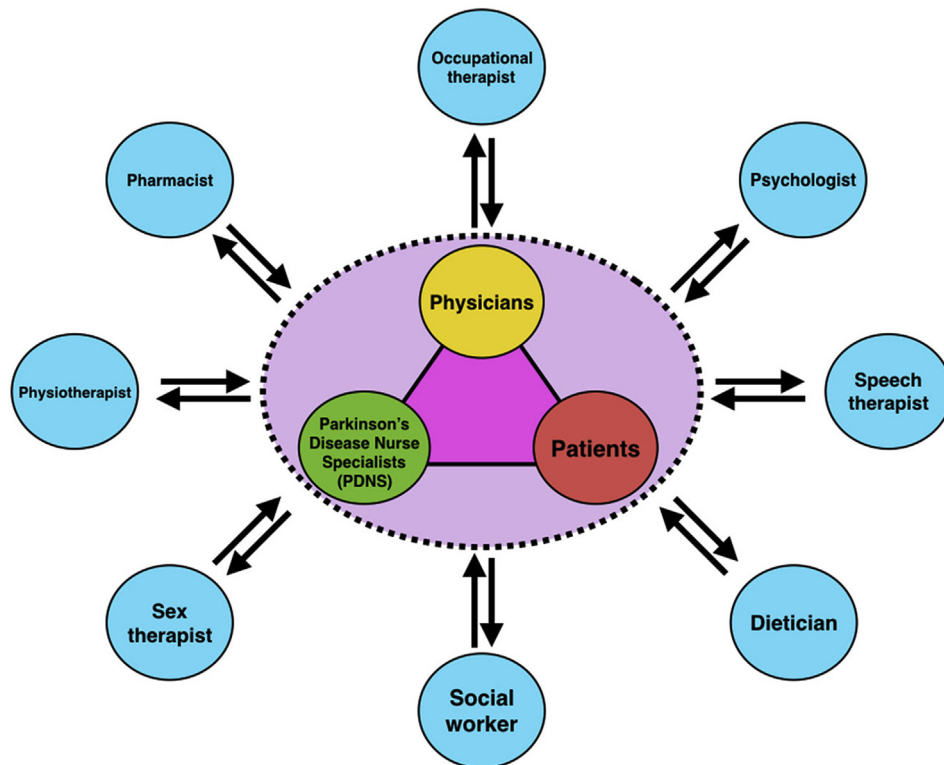 Occupational
therapist
Pharmacist
Psychologist
Physicians
Physiotherapist
Speech
therapist
Parkinson's
Disease Nurse
Specialists
(PDNS)
Patients
Sex
therapist
Dietician
Social
worker